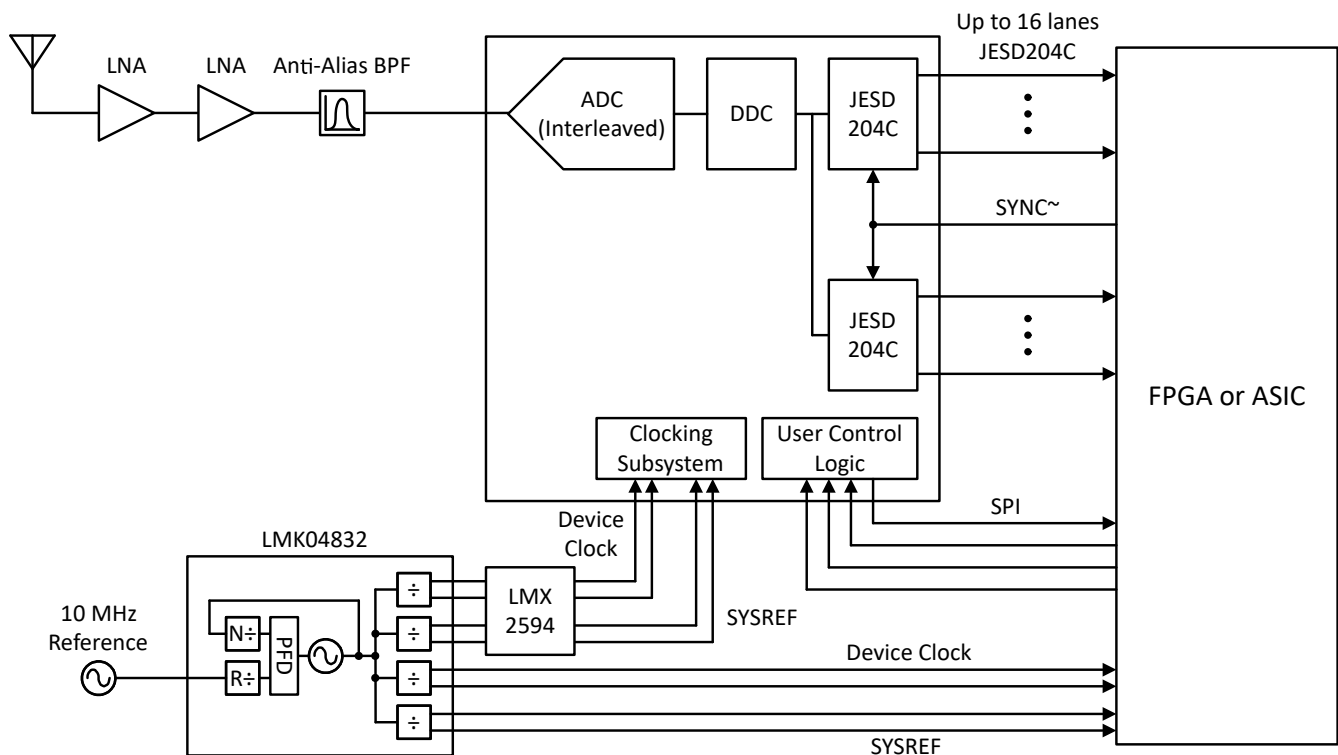 Up to 16 lanes
JESD204C
LNA
LNA
Anti-Alias BPF
ADC
(Interleaved)
DDC
JESD
204C
SYNC~
JESD
204C
FPGA or ASIC
Clocking
Subsystem
User Control
Logic
SPI
Device
Clock
LMK04832
LMX
2594
SYSREF
10 MHz
Reference
N÷
R÷
PFD
÷
÷
÷
÷
Device Clock
SYSREF